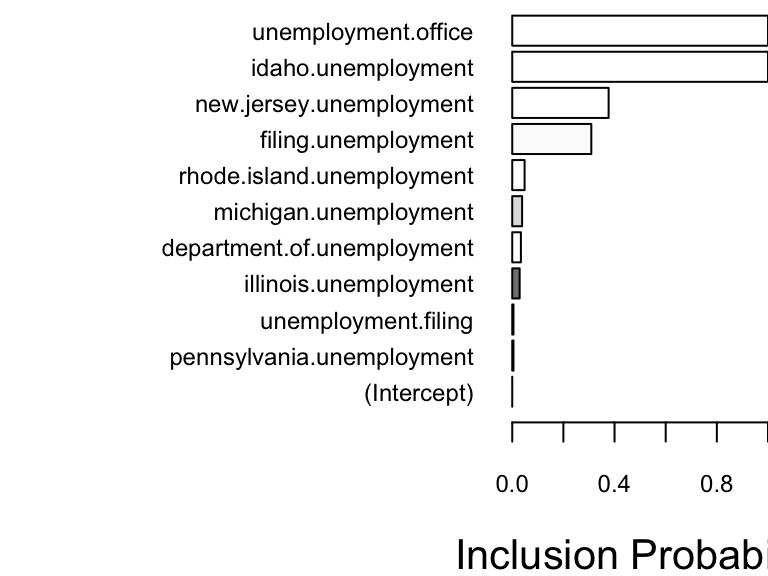 unemployment.office
idaho.unemployment
new.jersey.unemployment
filing.unemployment
rhode.island.unemployment
michigan.unemployment
department.of.unemployment
illinois.unemployment
unemployment.filing
pennsylvania.unemployment
(Intercept)
0.0 0.4 0.8
Inclusion Probabi